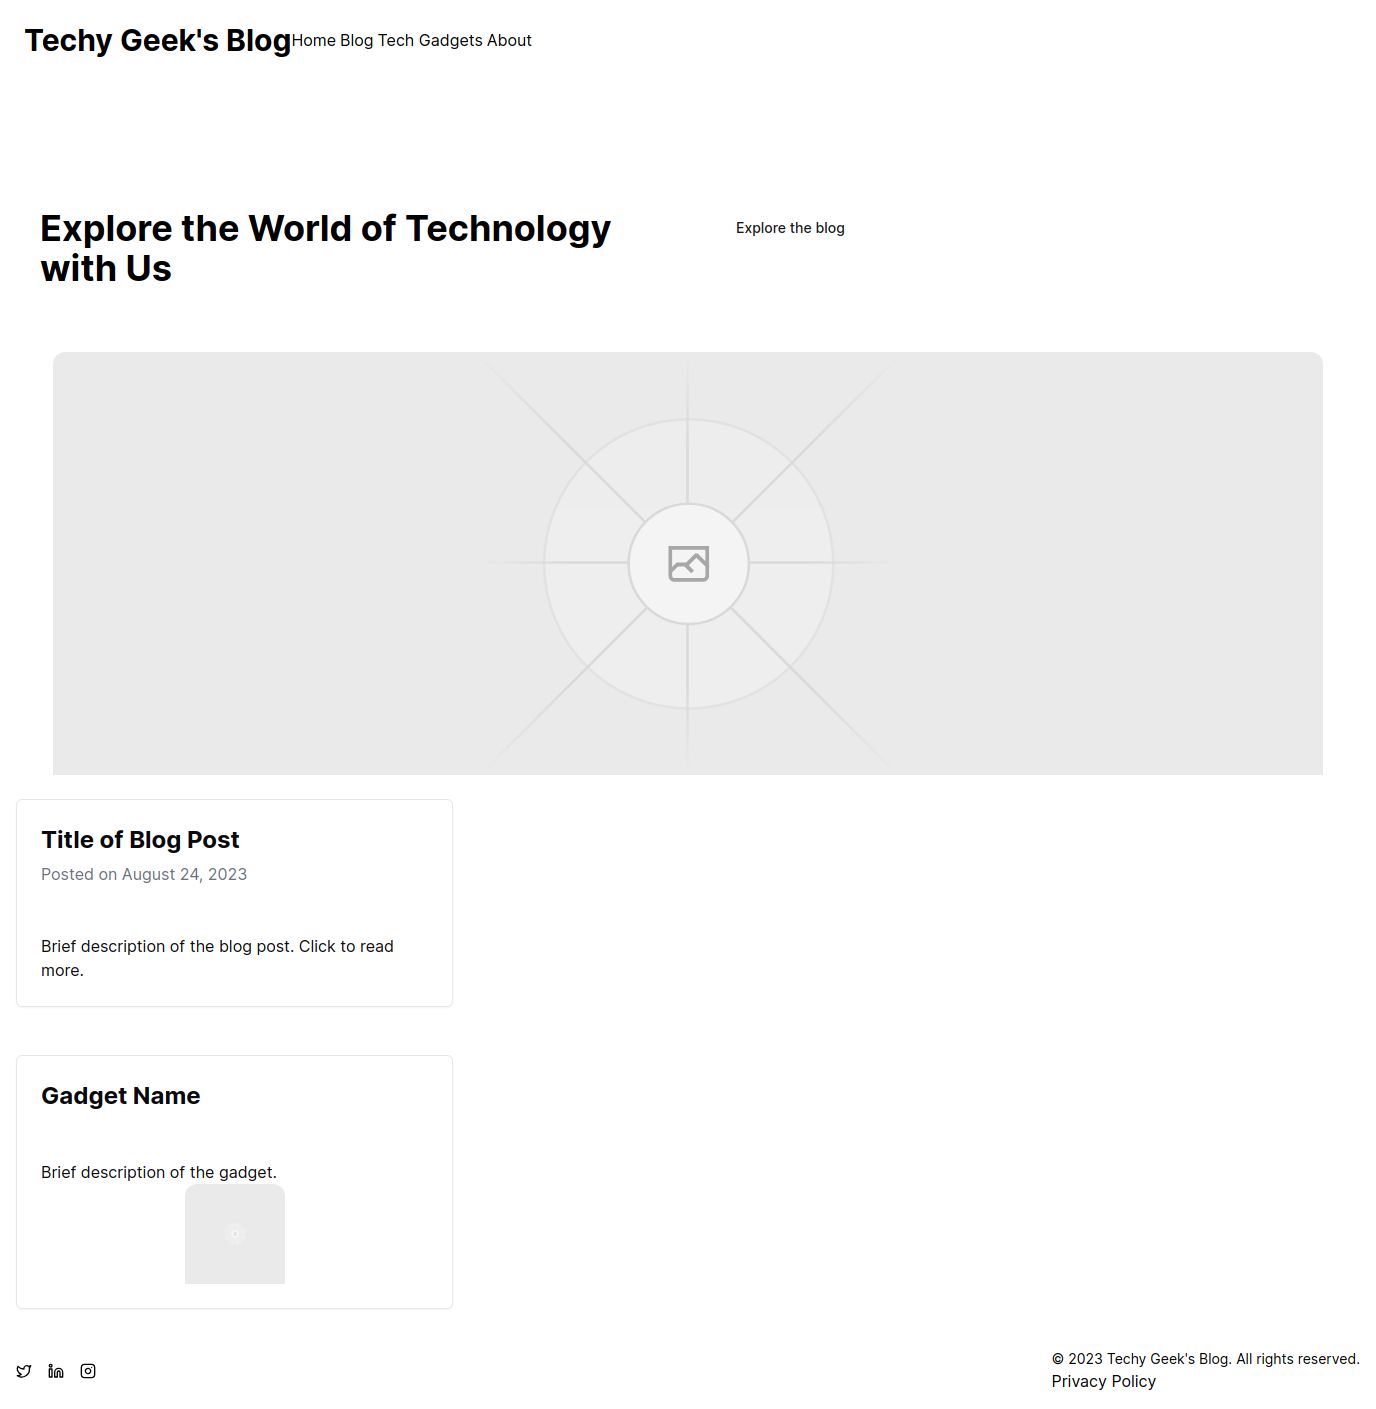 Techy Geek's Blog Home Blog Tech Gadgets About
Explore the World of Technology
with Us
Explore the blog
Title of Blog Post
Posted on August 24, 2023
Brief description of the blog post. Click to read
more.
Gadget Name
Brief description of the gadget.
© 2023 Techy Geek's Blog. All rights reserved.
Privacy Policy